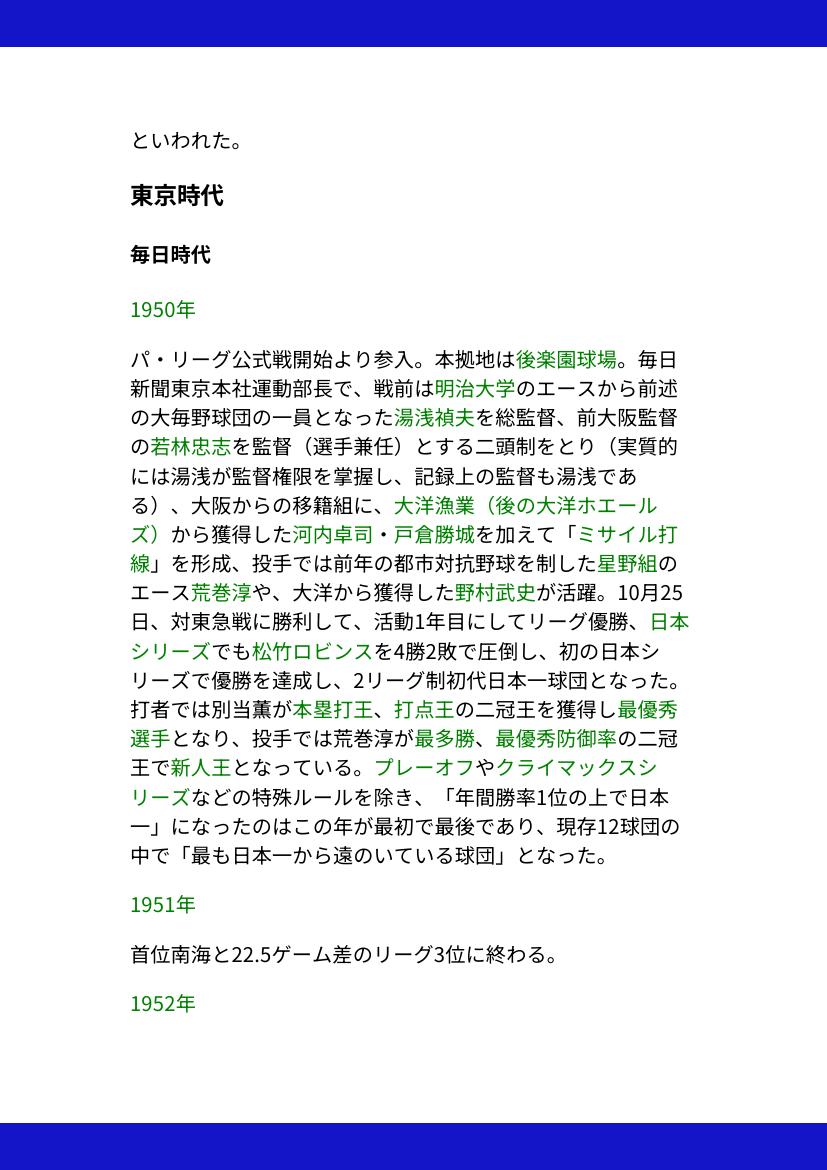 といわれた。
東京時代
毎日時代
1950年
パ・リーグ公式戦開始より参入。本拠地は後楽園球場。毎日
新聞東京本社運動部長で、戦前は明治大学のエースから前述
の大毎野球団の一員となった湯浅禎夫を総監督、前大阪監督
の若林忠志を監督（選手兼任）とする二頭制をとり（実質的
には湯浅が監督権限を掌握し、記録上の監督も湯浅であ
る）、大阪からの移籍組に、大洋漁業（後の大洋ホエール
ズ）から獲得した河内卓司・戸倉勝城を加えて「ミサイル打
線」を形成、投手では前年の都市対抗野球を制した星野組の
エース荒巻淳や、大洋から獲得した野村武史が活躍。10月25
日、対東急戦に勝利して、活動1年目にしてリーグ優勝、日本
シリーズでも松竹ロビンスを4勝2敗で圧倒し、初の日本シ
リーズで優勝を達成し、2リーグ制初代日本一球団となった。
打者では別当薫が本塁打王、打点王の二冠王を獲得し最優秀
選手となり、投手では荒巻淳が最多勝、最優秀防御率の二冠
王で新人王となっている。プレーオフやクライマックスシ
リーズなどの特殊ルールを除き、「年間勝率1位の上で日本
一」になったのはこの年が最初で最後であり、現存12球団の
中で「最も日本一から遠のいている球団」となった。
1951年
首位南海と22.5ゲーム差のリーグ3位に終わる。
1952年